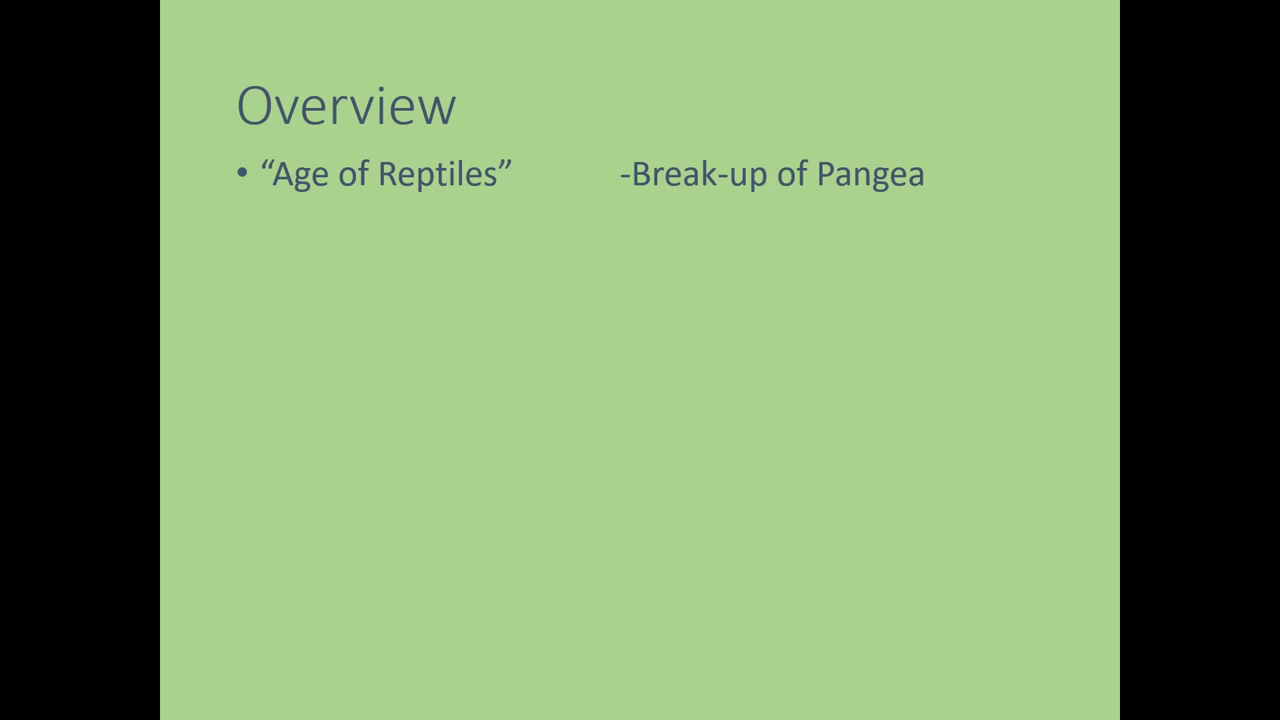 Overview
• “Age of Reptiles” -Break-up of Pangea